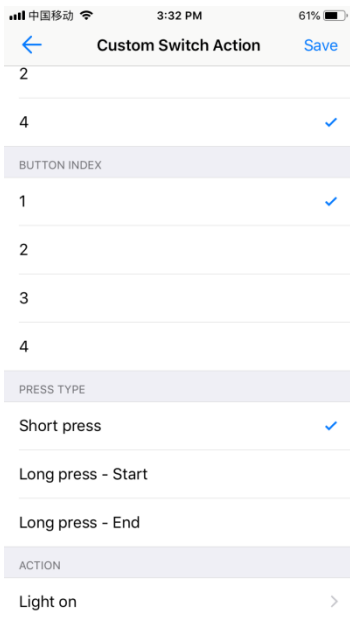 中国移动 3:32 PM 61%
Custom Switch Action Save
2
4
BUTTON INDEX
1
2
3
4
PRESS TYPE
Short press
Long press - Start
Long press - End
ACTION
Light on